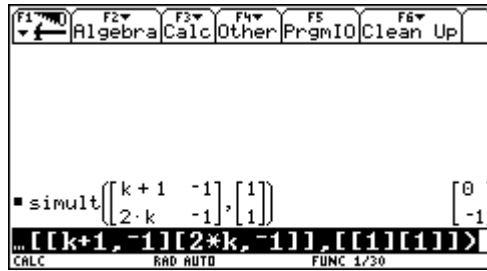 F1 F2 F3 F4 F5 F6
Algebra Calc Other PrgmIO Clean Up
simult([k + 1 -1], [1]) [0
[2·k -1] [1] [-1
…[[k+1,-1][2*k,-1]],[[1][1]])
CALC RAD AUTO FUNC 1/30